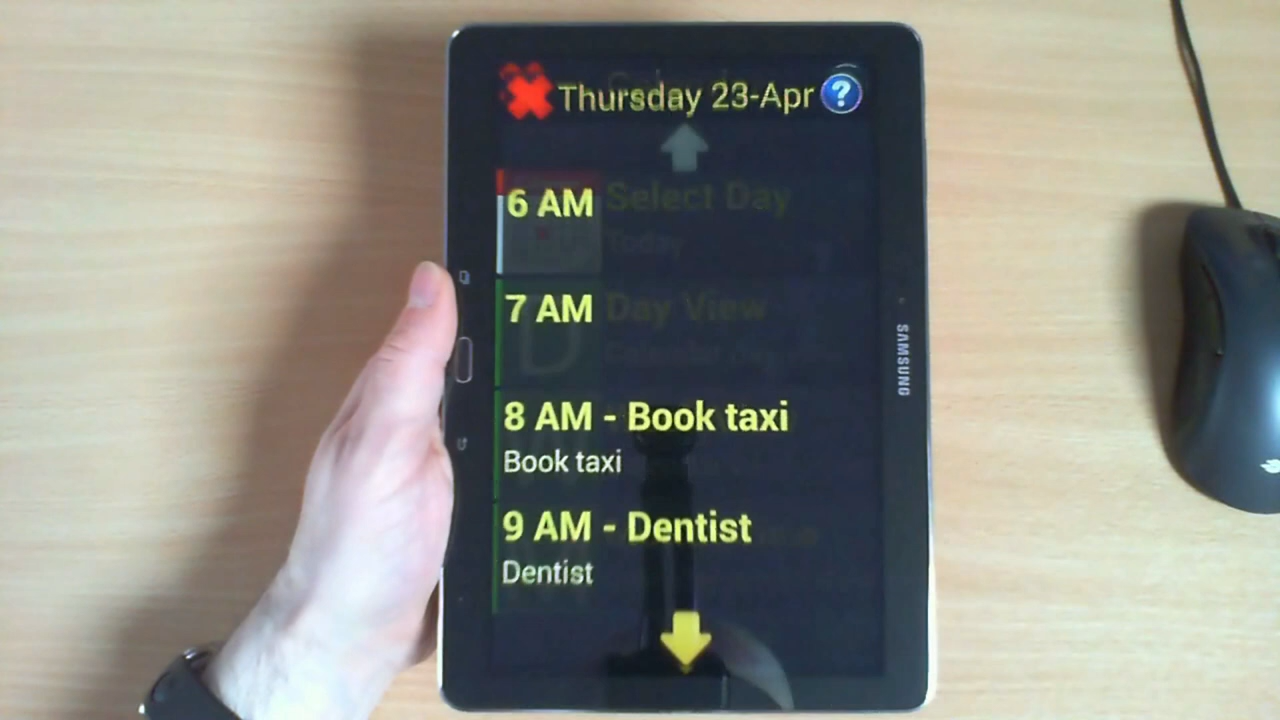 Thursday 23-Apr ?
6 AM
Select Day
Today
7 AM
Day View
8 AM - Book taxi
Book taxi
9 AM - Dentist
Dentist
SAMSUNG